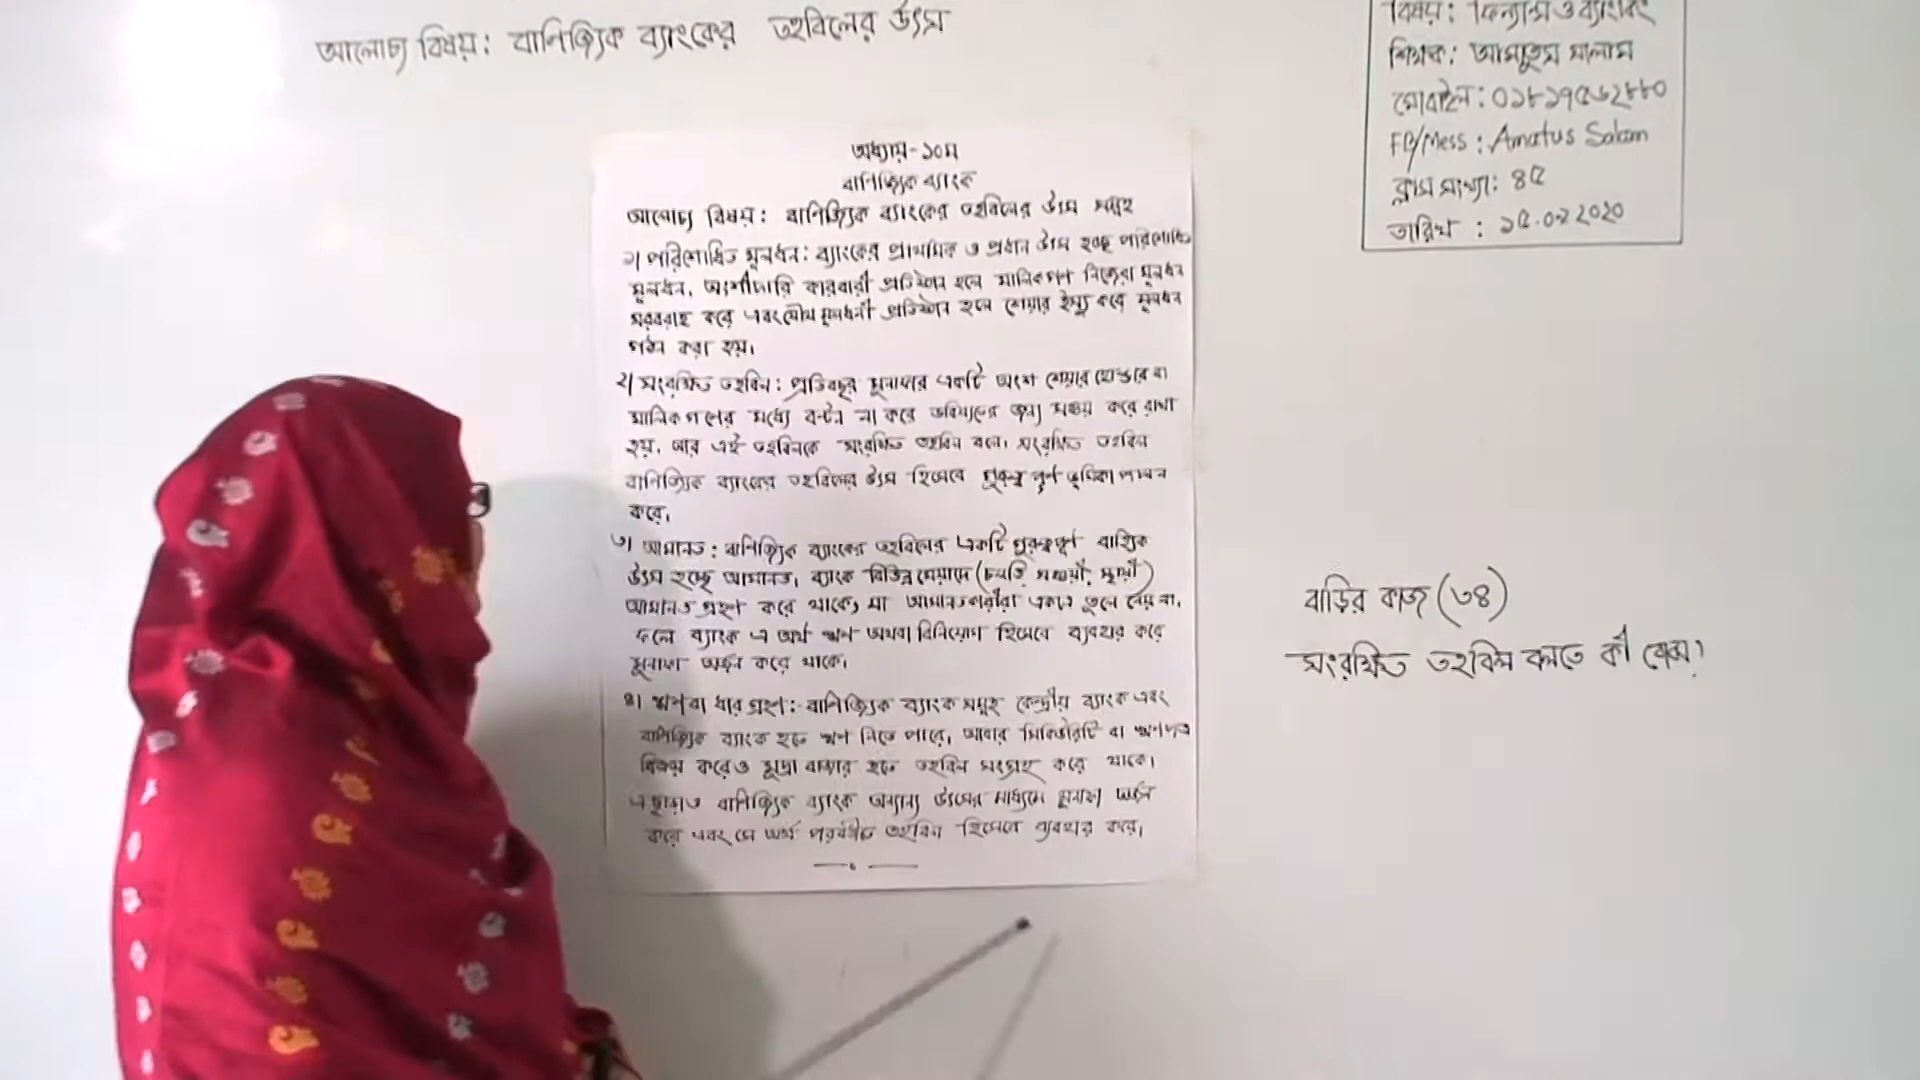 আলোচ্য বিষয়: বাণিজ্যিক ব্যাংকের তহবিলের উৎস
বিষয়: ফিন্যান্স ও ব্যাংকিং
শিক্ষক: আমাতুস সালাম
মোবাইল: ০১৮১৭৫৬২৮৮০
FB/Mess : Amatus Salam
ক্লাস সংখ্যা: ৪৫
তারিখ : ১৫.০২ ২০২০
অধ্যায়-১০ম
বাণিজ্যিক ব্যাংক
আলোচ্য বিষয়: বাণিজ্যিক ব্যাংকের তহবিলের উৎস সমূহ
১। পরিশোধিত মূলধন: ব্যাংকের প্রাথমিক ও প্রধান উৎস হচ্ছে পরিশোধিত
মূলধন, অংশীদারি কারবারী প্রতিষ্ঠান হলে মালিকগণ নিজেরা মূলধন
সরবরাহ করে এবং যৌথ মূলধনী প্রতিষ্ঠান হলে শেয়ার ইস্যু করে মূলধন
গঠন করা হয়।
২। সংরক্ষিত তহবিল: প্রতিবছর মুনাফার একটি অংশ শেয়ার হোল্ডার বা
মালিক গণের মধ্যে বন্টন না করে ভবিষ্যতের জন্য সঞ্চয় করে রাখা
হয়, আর এই তহবিলকে সংরক্ষিত তহবিল বলে। সংরক্ষিত তহবিল
বাণিজ্যিক ব্যাংকের তহবিলের উৎস হিসেবে গুরুত্ব পূর্ণ ভূমিকা পালন
করে।
৩। আমানত: বাণিজ্যিক ব্যাংকের তহবিলের একটি গুরুত্বপূর্ণ বাহ্যিক
উৎস হচ্ছে আমানত। ব্যাংক বিভিন্ন মেয়াদে (চলতি, সঞ্চয়ী, স্থায়ী)
আমানত গ্রহণ করে থাকে, যা আমানতকারীরা একসাথে তুলে নেয় না,
ফলে ব্যাংক এ অর্থ ঋণ অথবা বিনিয়োগ হিসেবে ব্যবহার করে
মুনাফা অর্জন করে থাকে।
৪। ঋণ বা ধার গ্রহণ: বাণিজ্যিক ব্যাংক সমূহ কেন্দ্রীয় ব্যাংক এবং
বাণিজ্যিক ব্যাংক হতে ঋণ নিতে পারে, আবার সিকিউরিটি বা ঋণপত্র
বিক্রয় করেও মুদ্রা বাজার হতে তহবিল সংগ্রহ করে থাকে।
এছাড়াও বাণিজ্যিক ব্যাংক অন্যান্য উৎসের মাধ্যমে মুনাফা অর্জন
করে এবং সে অর্থ পরবর্তীতে তহবিল হিসেবে ব্যবহার করে।
বাড়ির কাজ (৩৪)
সংরক্ষিত তহবিল বলতে কী বোঝ?